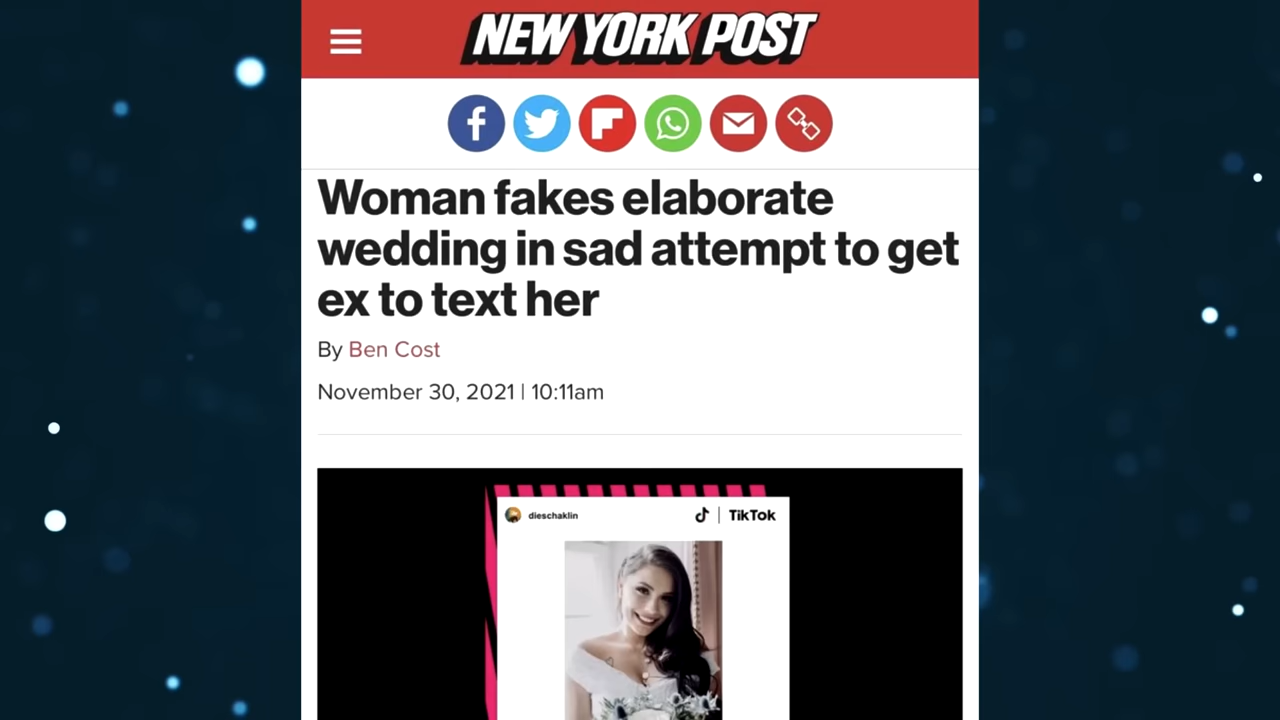 NEW YORK POST
Woman fakes elaborate
wedding in sad attempt to get
ex to text her
By Ben Cost
November 30, 2021 | 10:11am
dieschaklin
TikTok